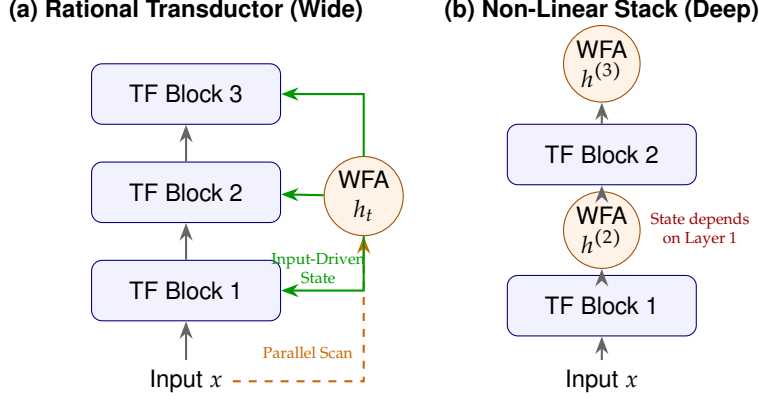 (a) Rational Transductor (Wide)
TF Block 3
TF Block 2
WFA
h_t
Input-Driven
State
TF Block 1
Parallel Scan
Input x
(b) Non-Linear Stack (Deep)
WFA
h^(3)
TF Block 2
WFA
h^(2)
State depends
on Layer 1
TF Block 1
Input x